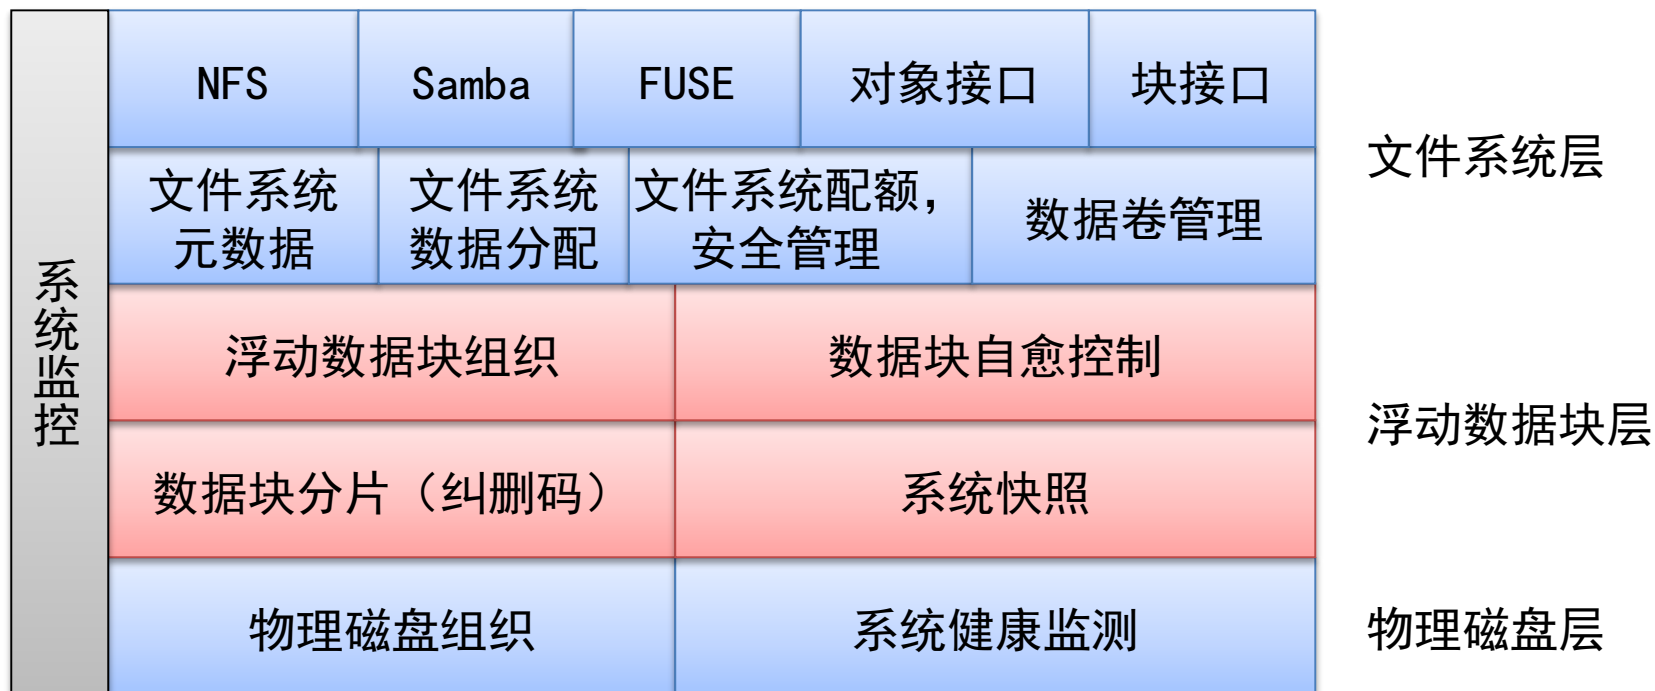 系统监控
NFS
Samba
FUSE
对象接口
块接口
文件系统
元数据
文件系统
数据分配
文件系统配额，
安全管理
数据卷管理
文件系统层
浮动数据块组织
数据块自愈控制
数据块分片（纠删码）
系统快照
浮动数据块层
物理磁盘组织
系统健康监测
物理磁盘层